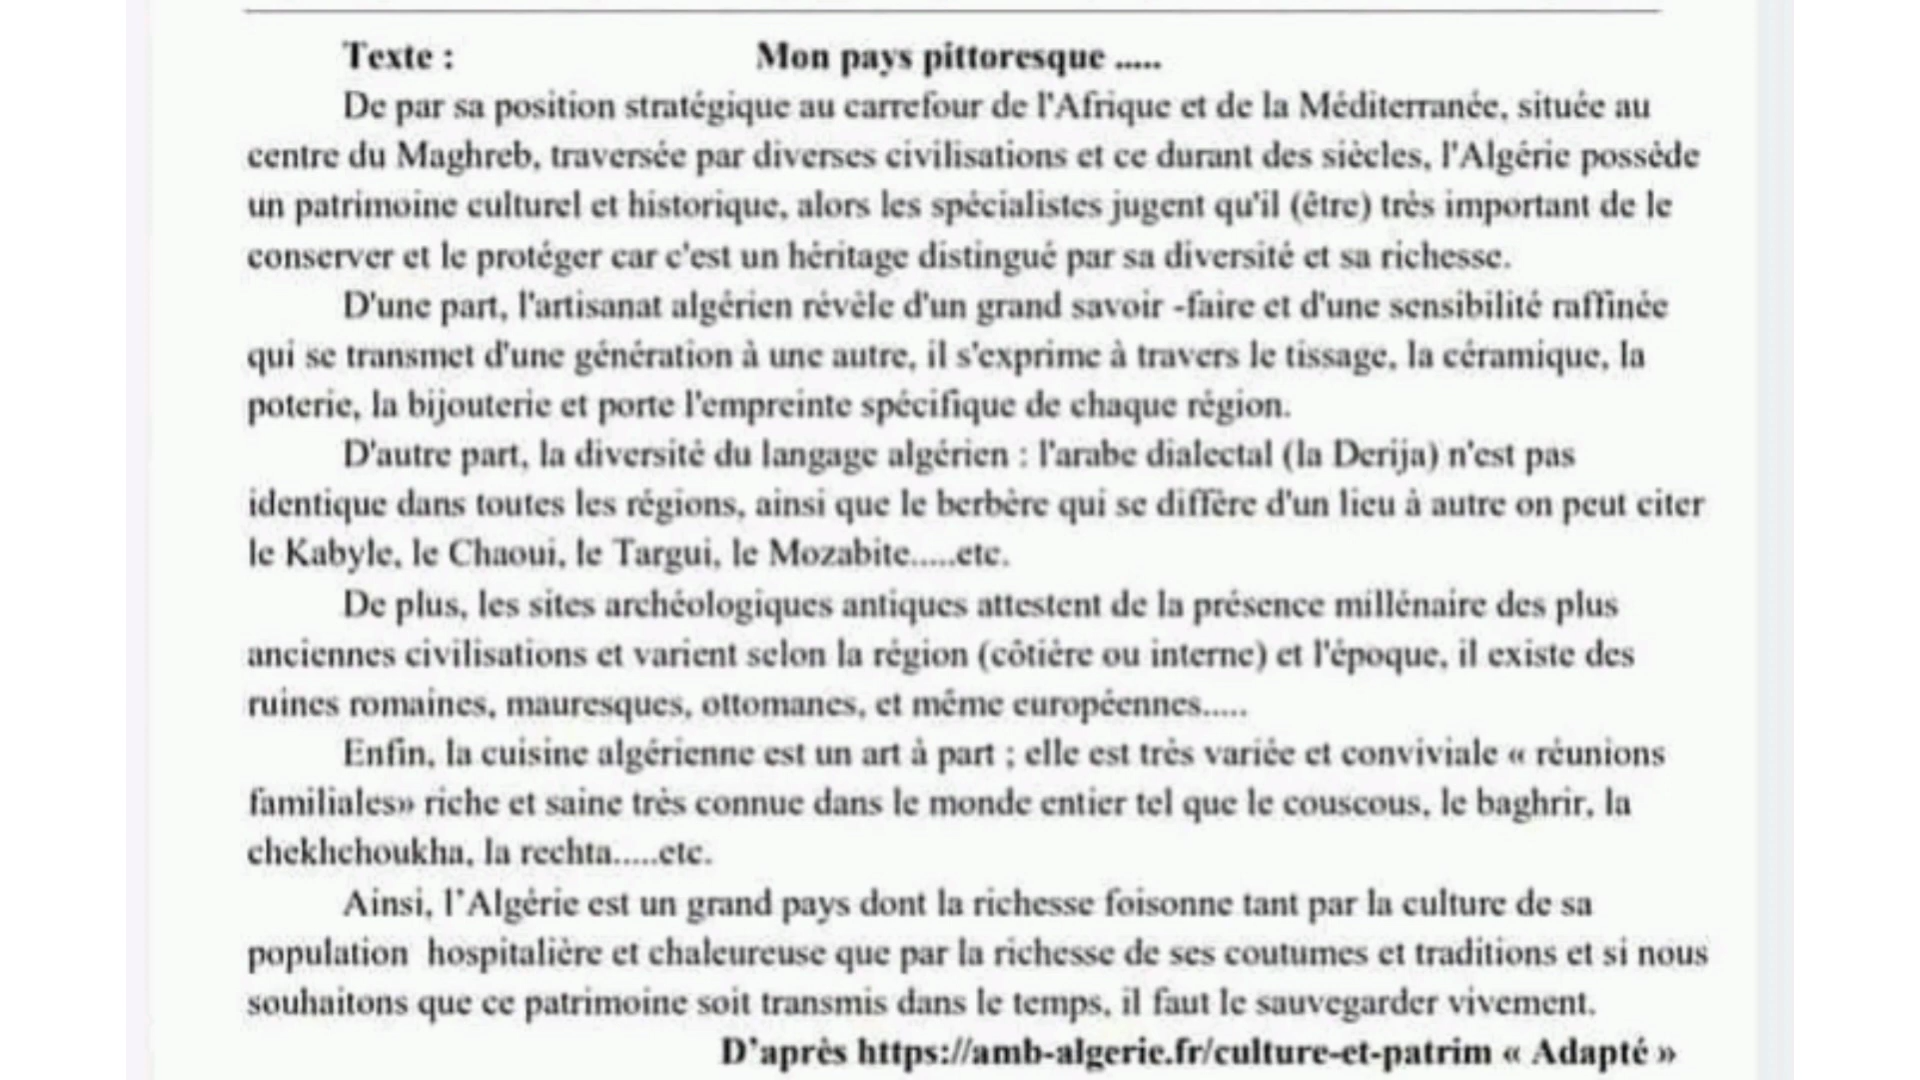 Texte : Mon pays pittoresque .....
De par sa position stratégique au carrefour de l'Afrique et de la Méditerranée, située au
centre du Maghreb, traversée par diverses civilisations et ce durant des siècles, l'Algérie possède
un patrimoine culturel et historique, alors les spécialistes jugent qu'il (être) très important de le
conserver et le protéger car c'est un héritage distingué par sa diversité et sa richesse.
D'une part, l'artisanat algérien révèle d'un grand savoir -faire et d'une sensibilité raffinée
qui se transmet d'une génération à une autre, il s'exprime à travers le tissage, la céramique, la
poterie, la bijouterie et porte l'empreinte spécifique de chaque région.
D'autre part, la diversité du langage algérien : l'arabe dialectal (la Derija) n'est pas
identique dans toutes les régions, ainsi que le berbère qui se diffère d'un lieu à autre on peut citer
le Kabyle, le Chaoui, le Targui, le Mozabite.....etc.
De plus, les sites archéologiques antiques attestent de la présence millénaire des plus
anciennes civilisations et varient selon la région (côtière ou interne) et l'époque, il existe des
ruines romaines, mauresques, ottomanes, et même européennes.....
Enfin, la cuisine algérienne est un art à part ; elle est très variée et conviviale « réunions
familiales» riche et saine très connue dans le monde entier tel que le couscous, le baghrir, la
chekhchoukha, la rechta.....etc.
Ainsi, l'Algérie est un grand pays dont la richesse foisonne tant par la culture de sa
population hospitalière et chaleureuse que par la richesse de ses coutumes et traditions et si nous
souhaitons que ce patrimoine soit transmis dans le temps, il faut le sauvegarder vivement.
D'après https://amb-algerie.fr/culture-et-patrim « Adapté »